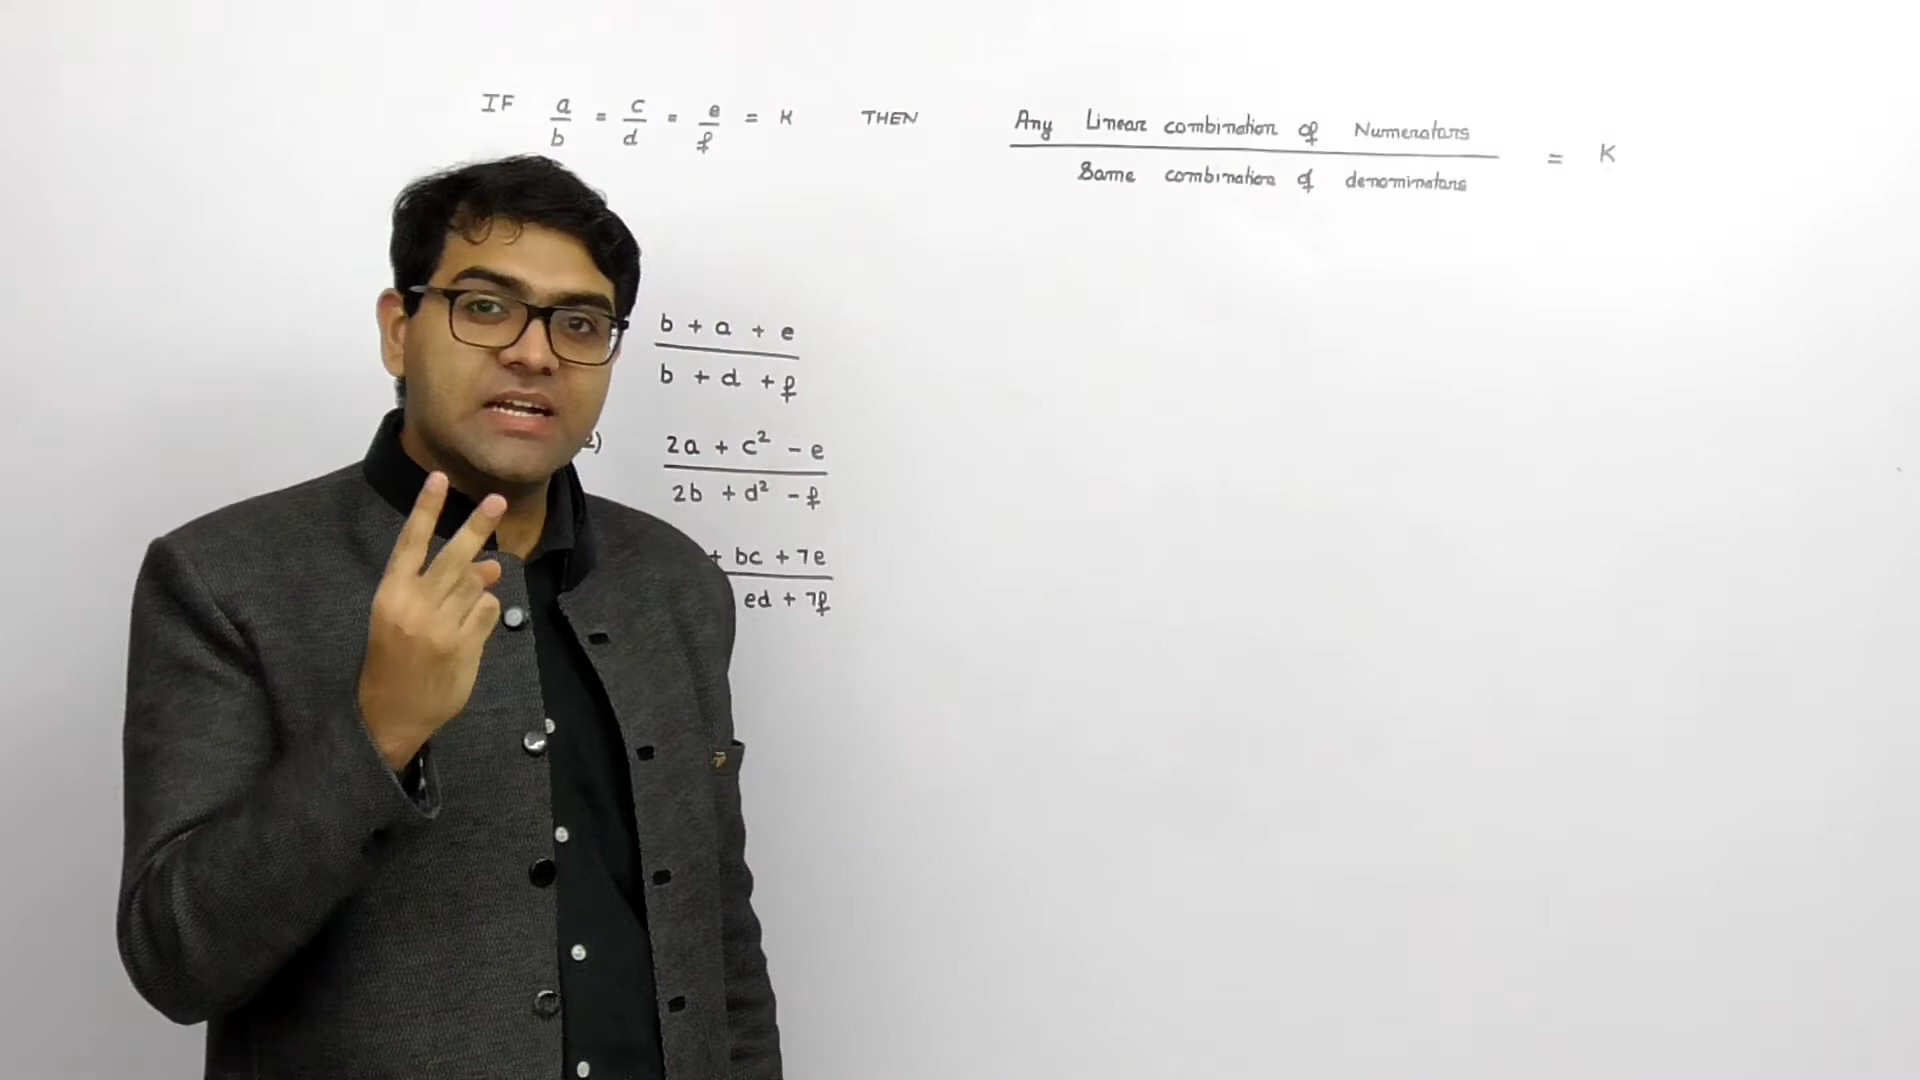 IF a/b = c/d = e/f = K THEN Any Linear combination of Numerators / Same combination of denominators = K
b + a + e
b + d + f
2) 2a + c² - e
2b + d² - f
+ bc + 7e
ed + 7f